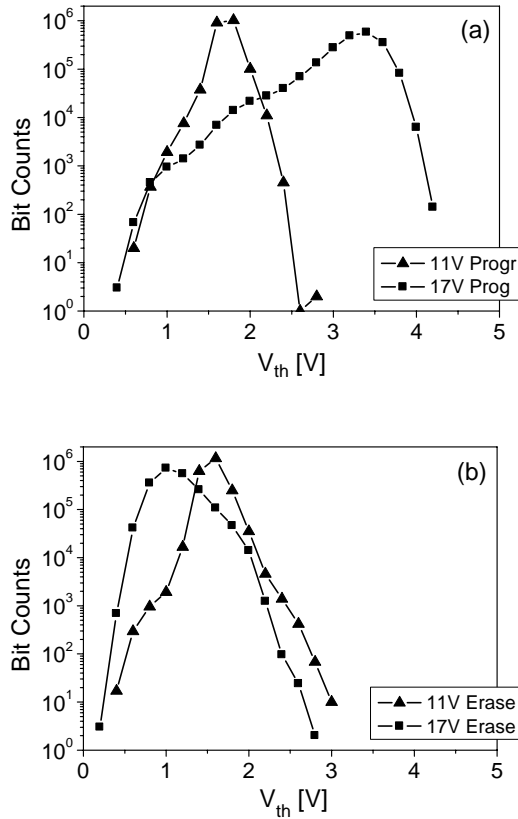 (a)
10^6
10^5
10^4
10^3
10^2
10^1
10^0
Bit Counts
11V Progr
17V Prog
0 1 2 3 4 5
V_th [V]
(b)
10^6
10^5
10^4
10^3
10^2
10^1
10^0
Bit Counts
11V Erase
17V Erase
0 1 2 3 4 5
V_th [V]